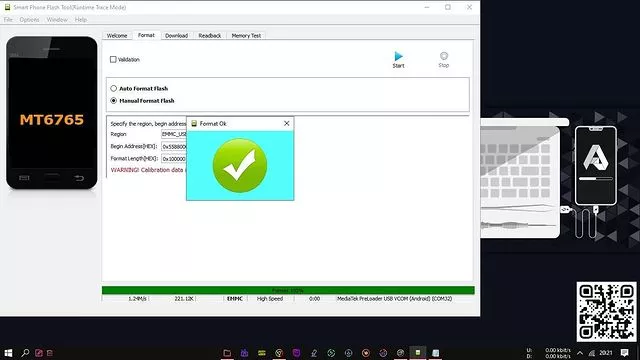 Smart Phone Flash Tool(Runtime Trace Mode)
File Options Window Help
Welcome Format Download Readback Memory Test
Validation
Start
Stop
Auto Format Flash
Manual Format Flash
MT6765
Specify the region, begin address
Format Ok
Region
EMMC_USE
Begin Address[HEX]:
0x5588000
Format Length[HEX]:
0x100000
WARNING! Calibration data
Format 100%
1.24M/s 221.12K EMMC High Speed 0:00 MediaTek PreLoader USB VCOM (Android) (COM32)
U: 0.00 kbit/s
D: 0.00 kbit/s
20:21